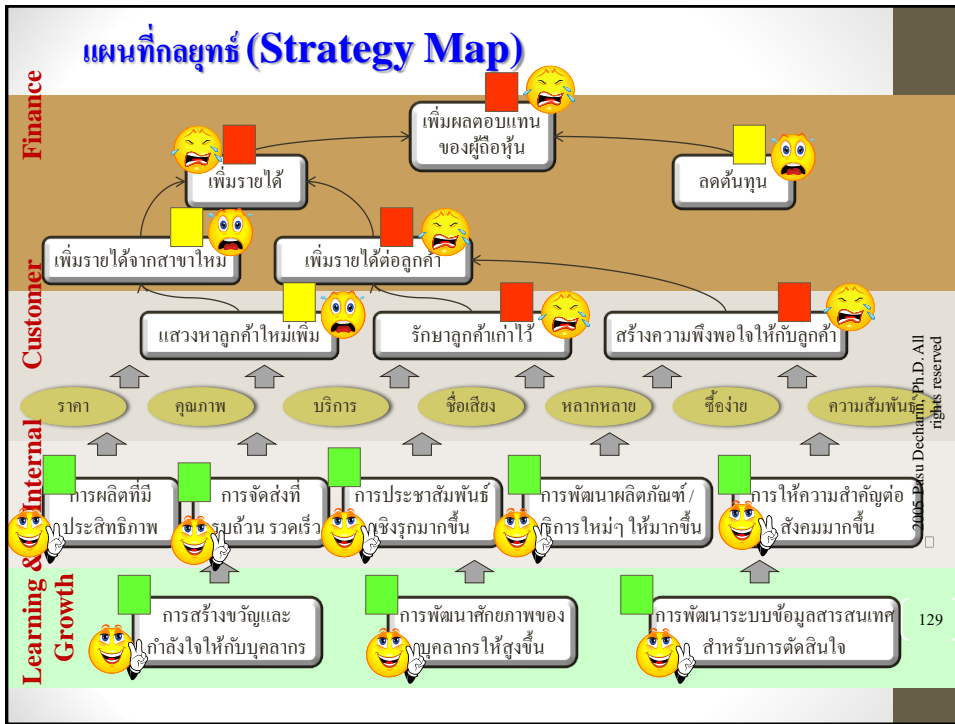 แผนที่กลยุทธ์ (Strategy Map)
Finance
เพิ่มผลตอบแทน
ของผู้ถือหุ้น
เพิ่มรายได้
ลดต้นทุน
เพิ่มรายได้จากสาขาใหม่
เพิ่มรายได้ต่อลูกค้า
Customer
แสวงหาลูกค้าใหม่เพิ่ม
รักษาลูกค้าเก่าไว้
สร้างความพึงพอใจให้กับลูกค้า
ราคา
คุณภาพ
บริการ
ชื่อเสียง
หลากหลาย
ซื้อง่าย
ความสัมพันธ์
Internal
การผลิตที่มี
ประสิทธิภาพ
การจัดส่งที่
รวดเร็ว
การประชาสัมพันธ์
เชิงรุกมากขึ้น
การพัฒนาผลิตภัณฑ์ /
ใหม่ๆ ให้มากขึ้น
การให้ความสำคัญต่อ
สังคมมากขึ้น
Learning &
Growth
การสร้างขวัญและ
กำลังใจให้กับบุคลากร
การพัฒนาศักยภาพของ
บุคลากรให้สูงขึ้น
การพัฒนาระบบข้อมูลสารสนเทศ
สำหรับการตัดสินใจ
2005 Pasu Decharin, Ph.D. All
rights reserved
129